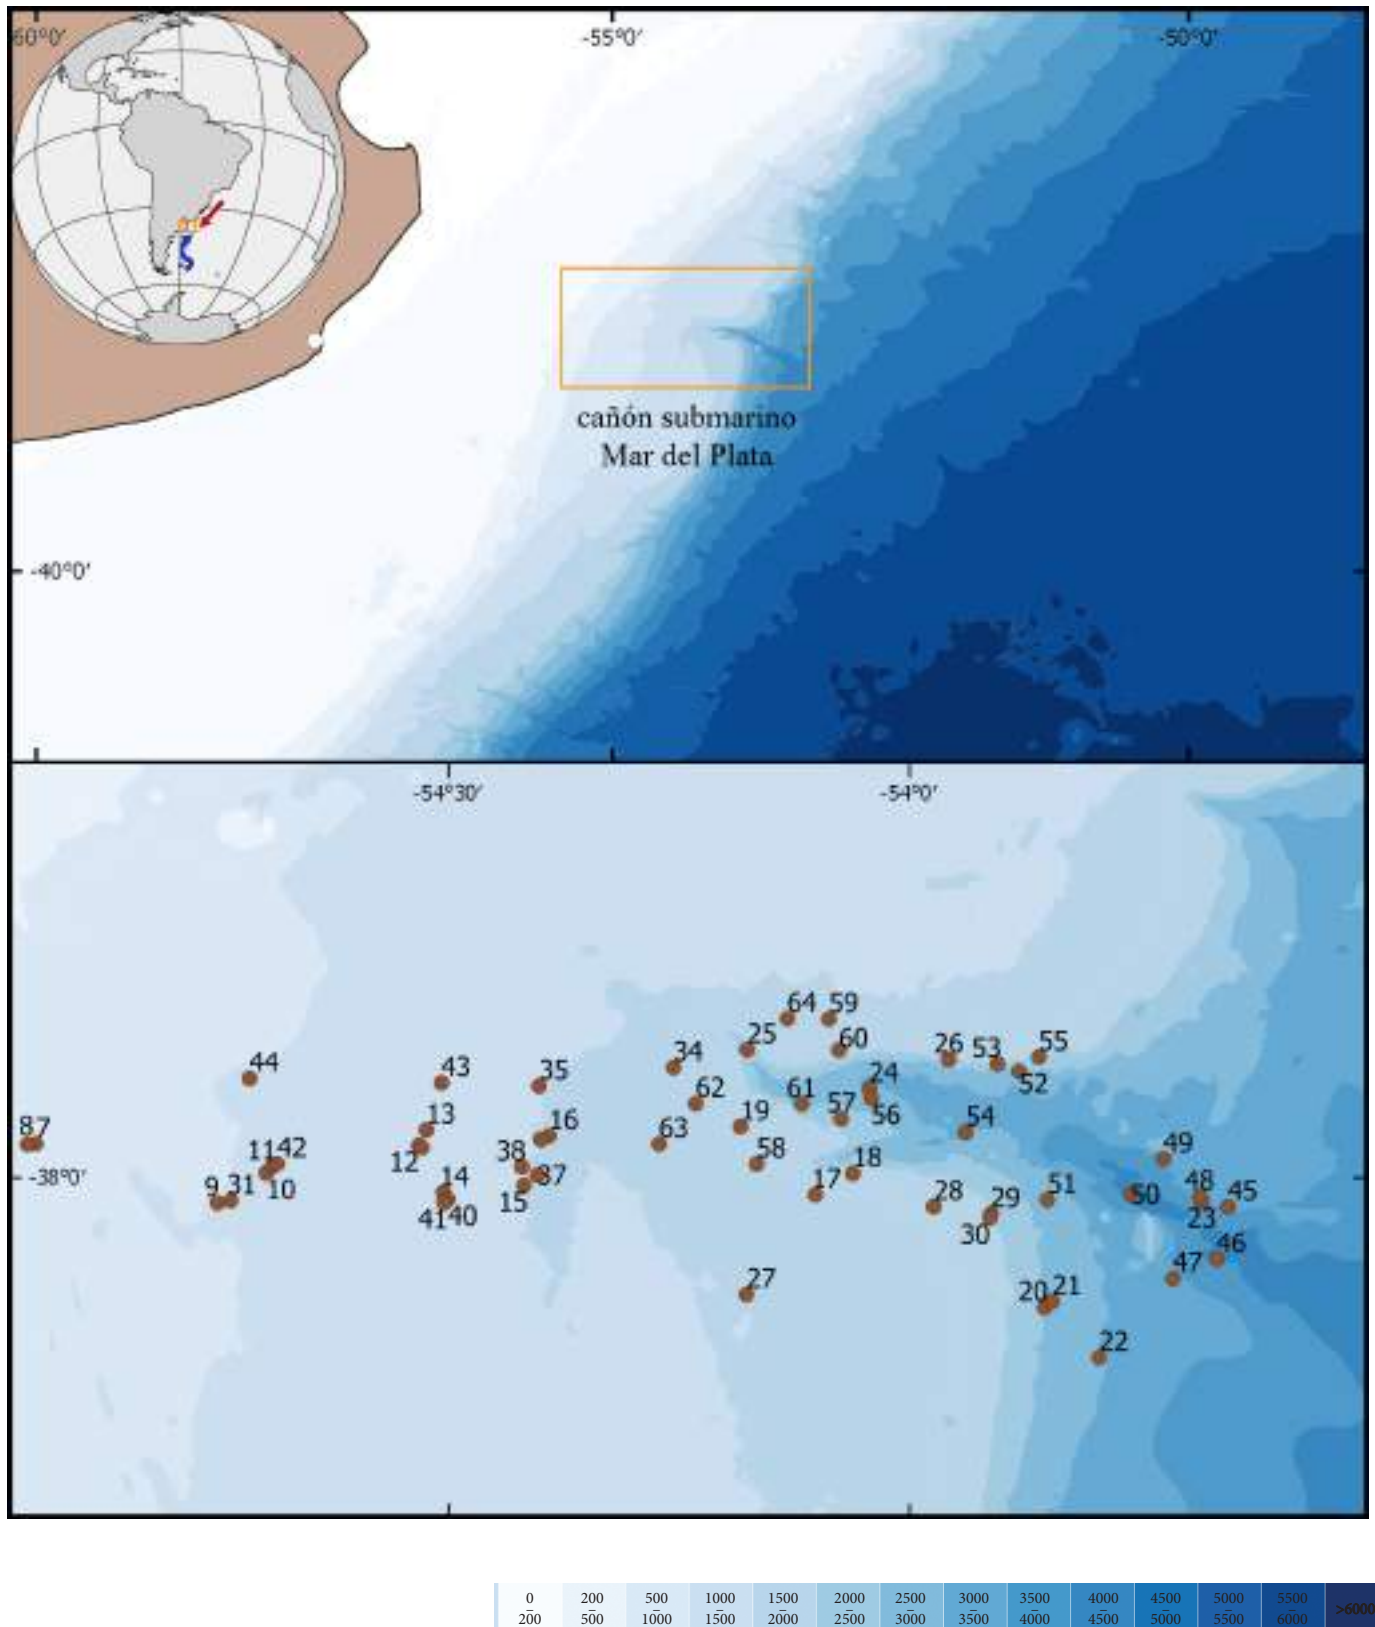 -60°0′
-55°0′
-50°0′
cañón submarino
Mar del Plata
-40°0′
-54°30′
-54°0′
64 59
25 60
44 43 35 34 26 53 55
52
62 61 24
13 16 19 57 56 54
87 12 38 63 58 18 49
1142 -38°0′
9 31 10 14 37 15 17 28 29 51 50 48 45
4140 30 23
46
27 47
20 21
22
0 200 500 1000 1500 2000 2500 3000 3500 4000 4500 5000 5500
– – – – – – – – – – – – – >6000
200 500 1000 1500 2000 2500 3000 3500 4000 4500 5000 5500 6000